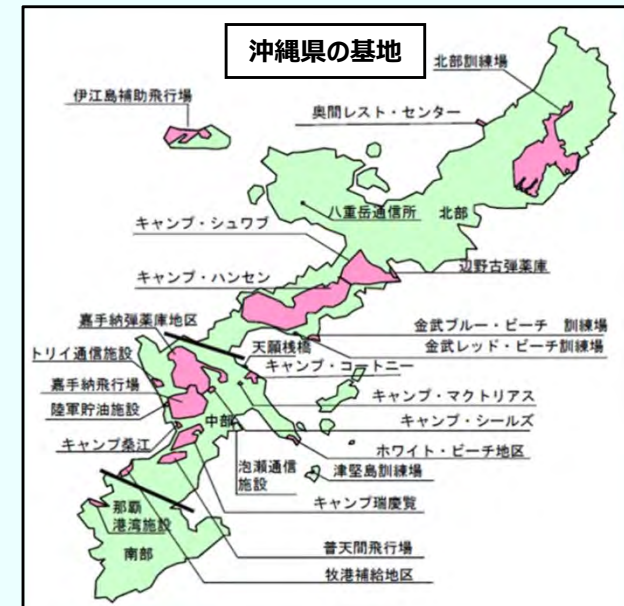 沖縄県の基地
北部訓練場
伊江島補助飛行場
奥間レスト・センター
八重岳通信所
北部
キャンプ・シュワブ
辺野古弾薬庫
キャンプ・ハンセン
嘉手納弾薬庫地区
金武ブルー・ビーチ 訓練場
天願桟橋
金武レッド・ビーチ訓練場
トリイ通信施設
キャンプ・コートニー
嘉手納飛行場
キャンプ・マクトリアス
陸軍貯油施設
中部
キャンプ・シールズ
キャンプ桑江
ホワイト・ビーチ地区
泡瀬通信
施設
津堅島訓練場
キャンプ瑞慶覧
那覇
港湾施設
普天間飛行場
南部
牧港補給地区